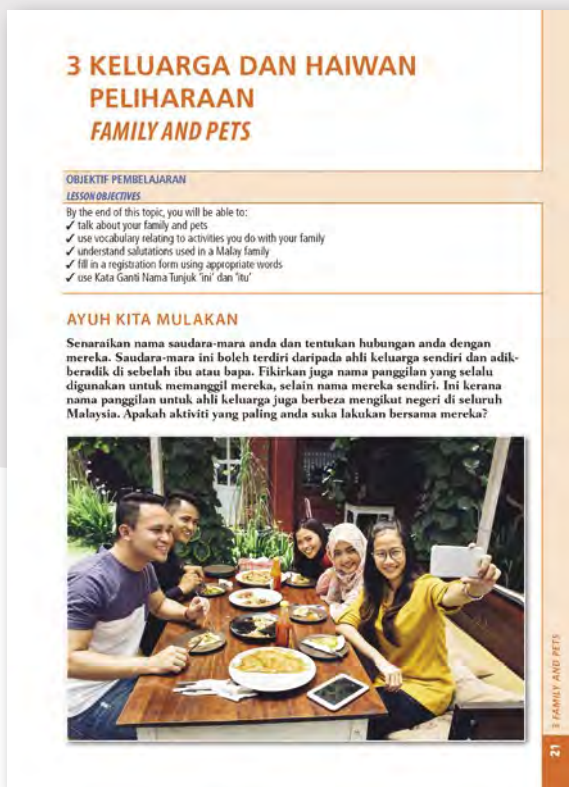 3 KELUARGA DAN HAIWAN
PELIHARAAN
FAMILY AND PETS
OBJEKTIF PEMBELAJARAN
LESSON OBJECTIVES
By the end of this topic, you will be able to:
✓ talk about your family and pets
✓ use vocabulary relating to activities you do with your family
✓ understand salutations used in a Malay family
✓ fill in a registration form using appropriate words
✓ use Kata Ganti Nama Tunjuk 'ini' dan 'itu'
AYUH KITA MULAKAN
Senaraikan nama saudara-mara anda dan tentukan hubungan anda dengan
mereka. Saudara-mara ini boleh terdiri daripada ahli keluarga sendiri dan adik-
beradik di sebelah ibu atau bapa. Fikirkan juga nama panggilan yang selalu
digunakan untuk memanggil mereka, selain nama mereka sendiri. Ini kerana
nama panggilan untuk ahli keluarga juga berbeza mengikut negeri di seluruh
Malaysia. Apakah aktiviti yang paling anda suka lakukan bersama mereka?
3 FAMILY AND PETS
21